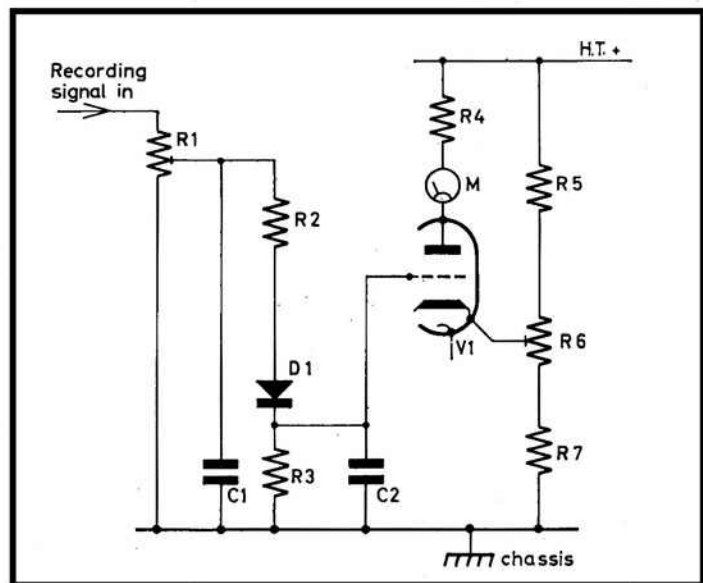 H.T. +
Recording
signal in
R1
R4
M
R5
R2
V1
R6
D1
R3
C1
C2
R7
chassis